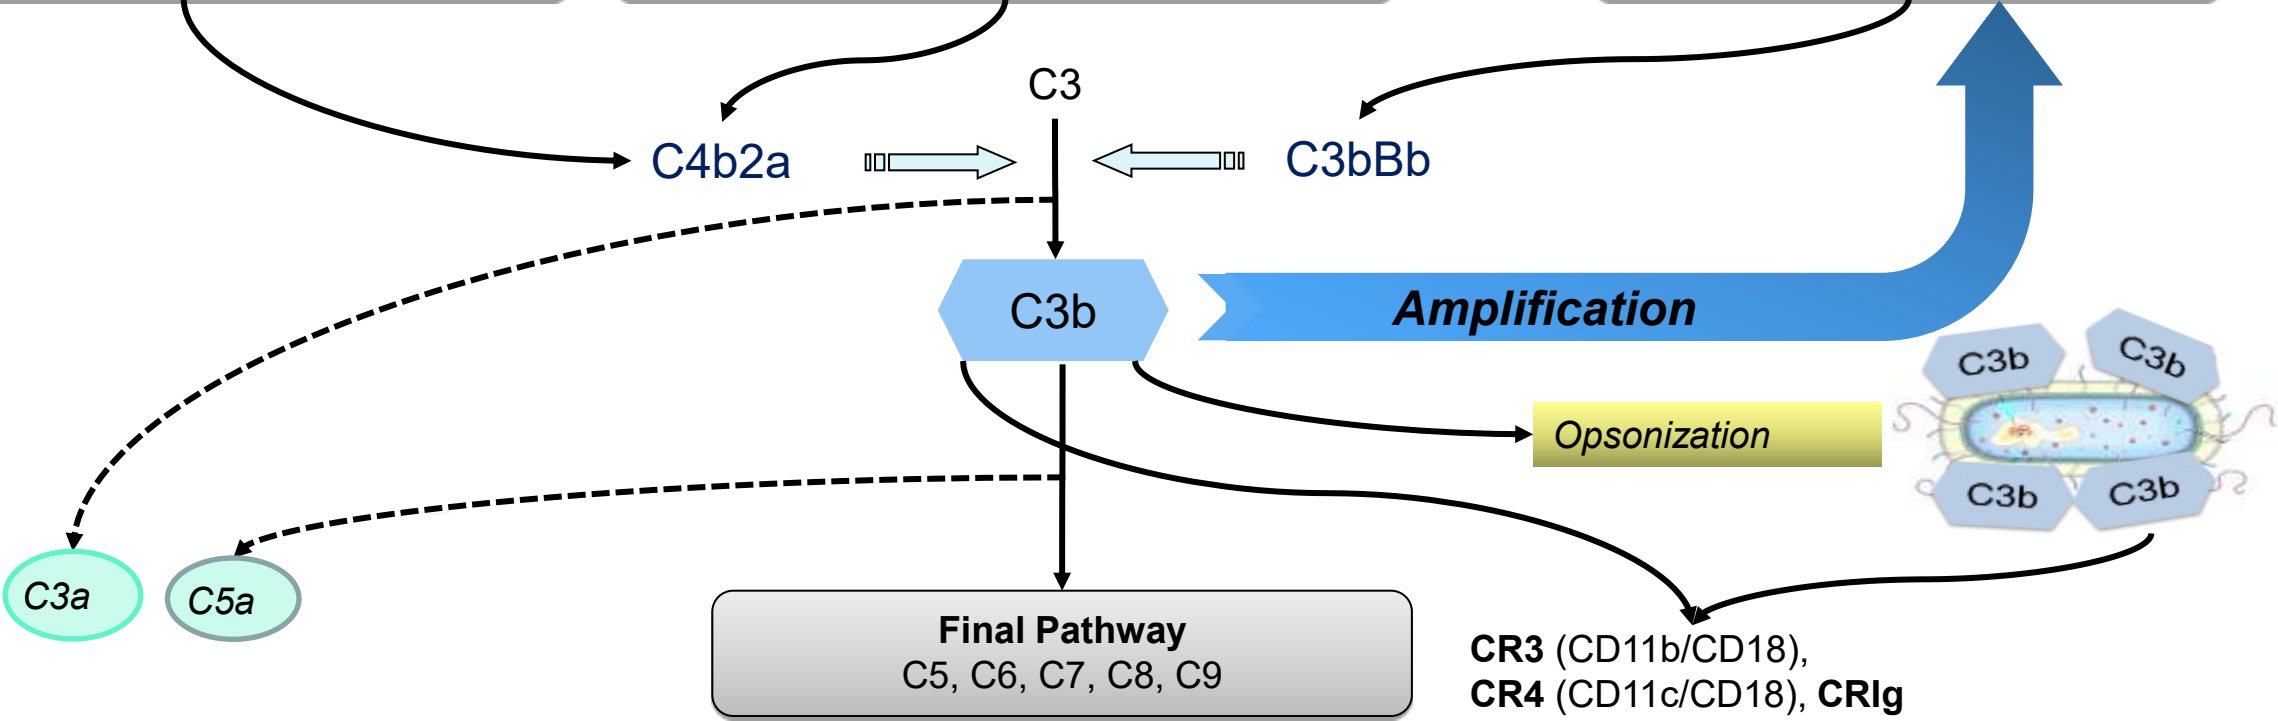 C3
C4b2a
C3bBb
C3b
Amplification
C3b
C3b
Opsonization
C3b
C3b
C3a
C5a
Final Pathway
C5, C6, C7, C8, C9
CR3 (CD11b/CD18),
CR4 (CD11c/CD18), CRIg